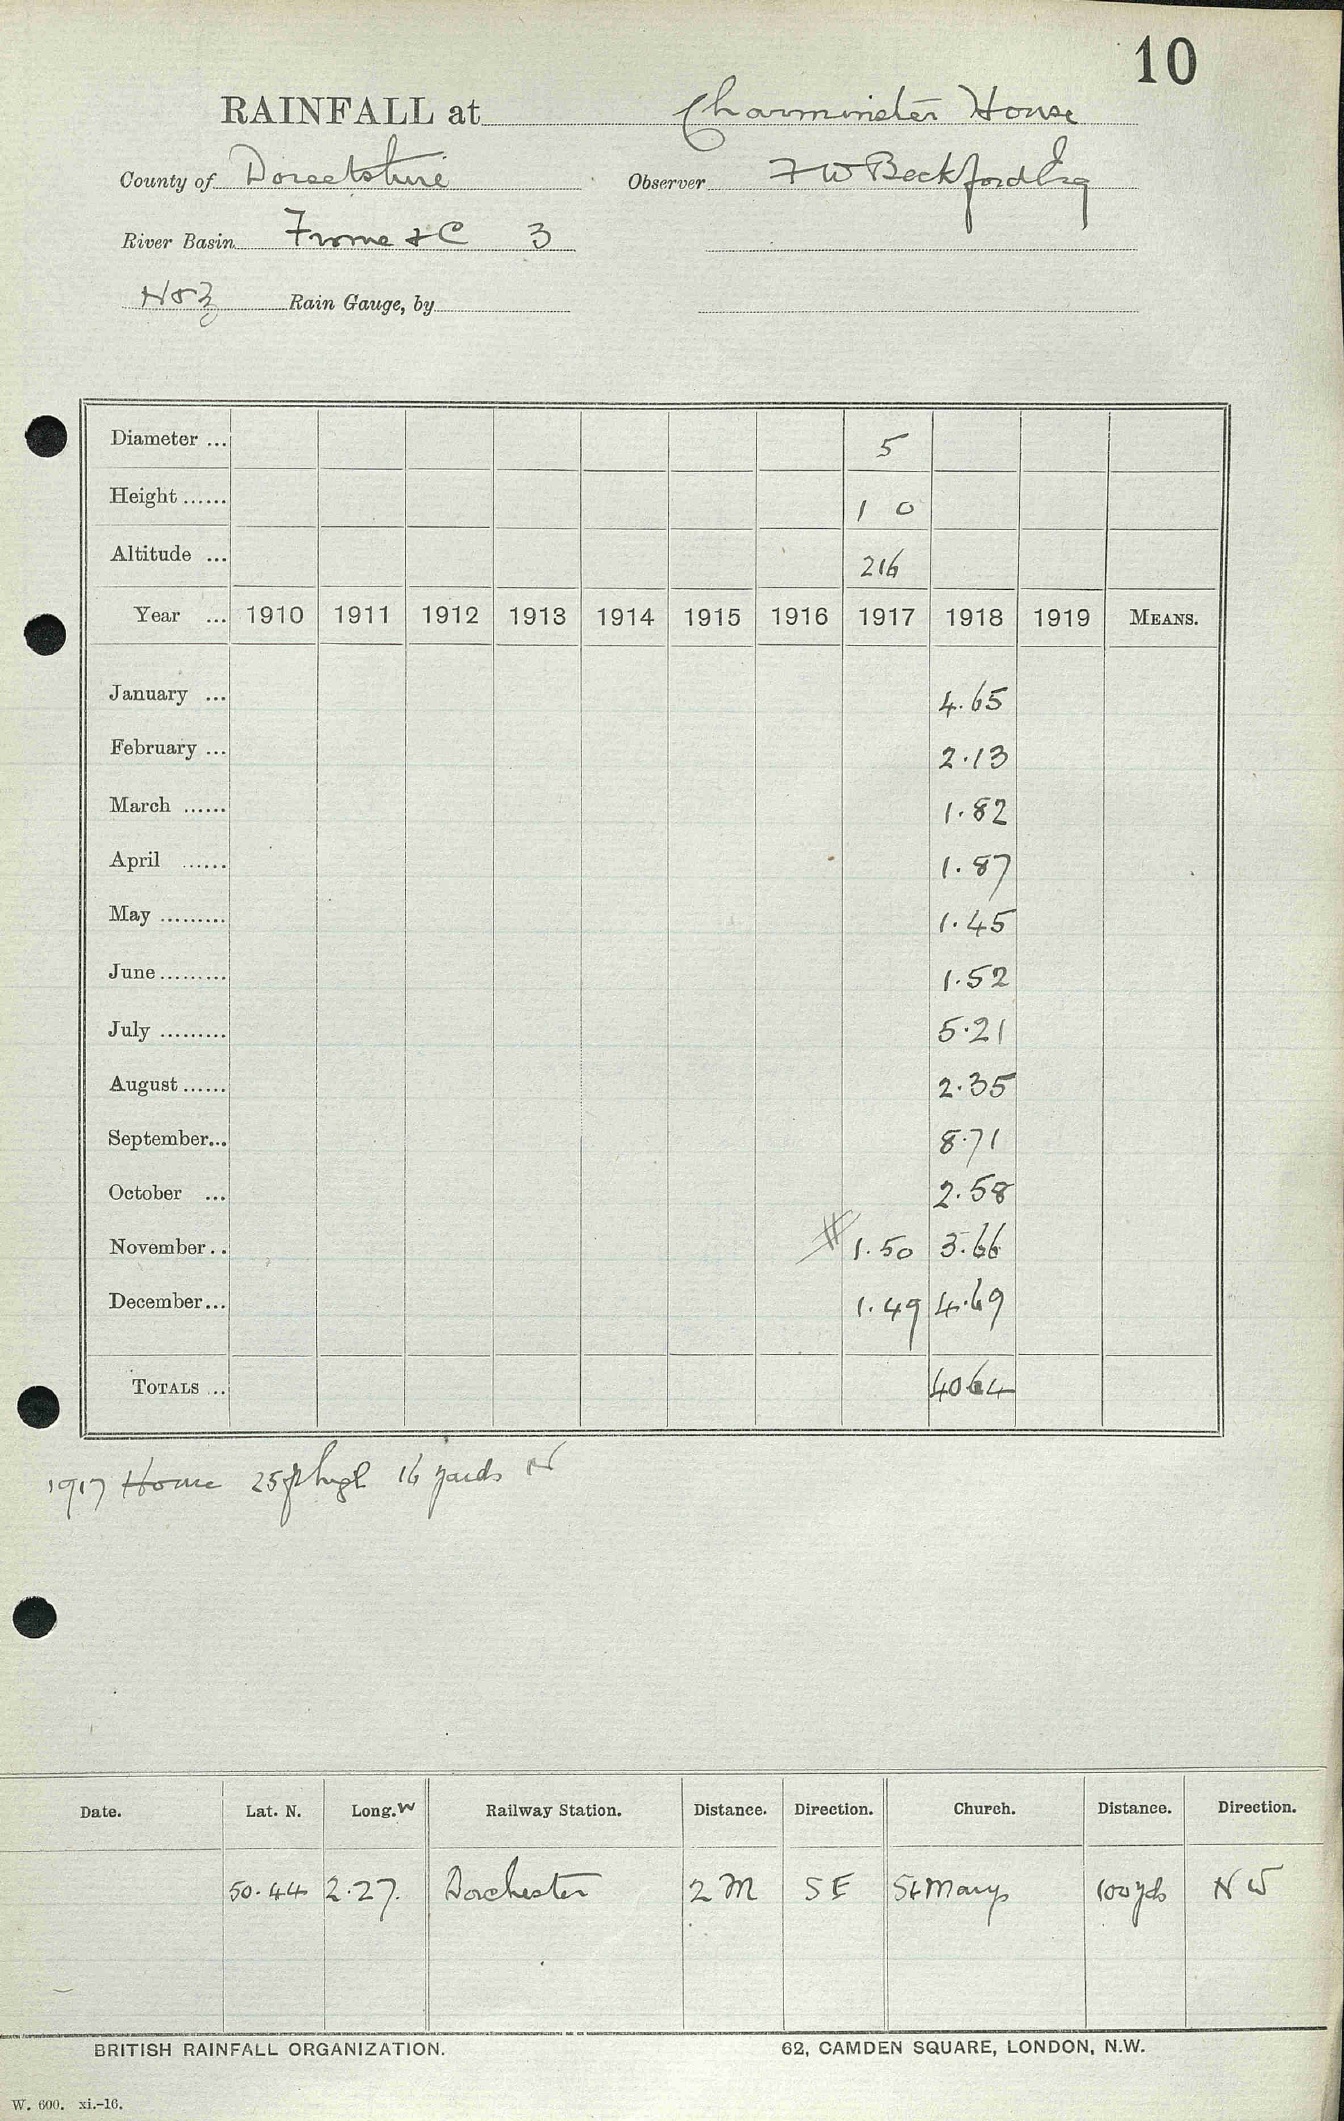 10
RAINFALL at Charminster House
County of Dorsetshire Observer F W Beckford Esq
River Basin Frome &C 3
No 3 Rain Gauge, by
Diameter ... 5
Height ...... 1 0
Altitude ... 216
Year ... 1910 1911 1912 1913 1914 1915 1916 1917 1918 1919 MEANS.
January ... 4.65
February ... 2.13
March ...... 1.82
April ...... 1.87
May ......... 1.45
June ......... 1.52
July ......... 5.21
August ...... 2.35
September... 8.71
October ... 2.58
November .. 1.50 3.66
December ... 1.49 4.69
TOTALS ... 40.64
1917 House 25ft high 16 yards N
Date. Lat. N. Long. W Railway Station. Distance. Direction. Church. Distance. Direction.
50.44 2.27. Dorchester 2 M SE St Marys 100 yds NW
BRITISH RAINFALL ORGANIZATION. 62, CAMDEN SQUARE, LONDON, N.W.
W. 600. xi.-16.